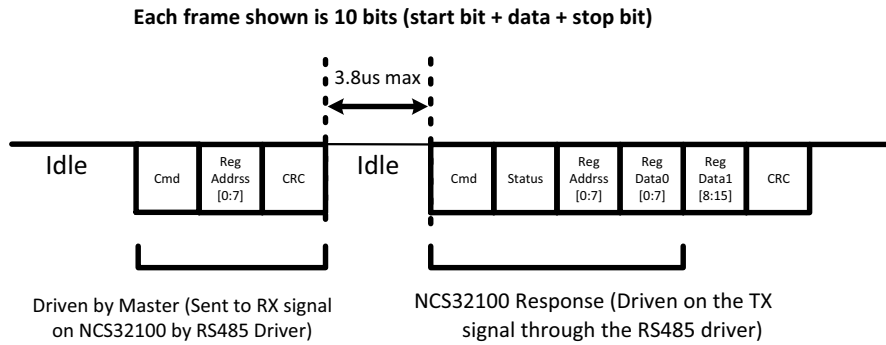 Each frame shown is 10 bits (start bit + data + stop bit)
3.8us max
Idle
Cmd
Reg
Addrss
[0:7]
CRC
Idle
Cmd
Status
Reg
Addrss
[0:7]
Reg
Data0
[0:7]
Reg
Data1
[8:15]
CRC
Driven by Master (Sent to RX signal
on NCS32100 by RS485 Driver)
NCS32100 Response (Driven on the TX
signal through the RS485 driver)